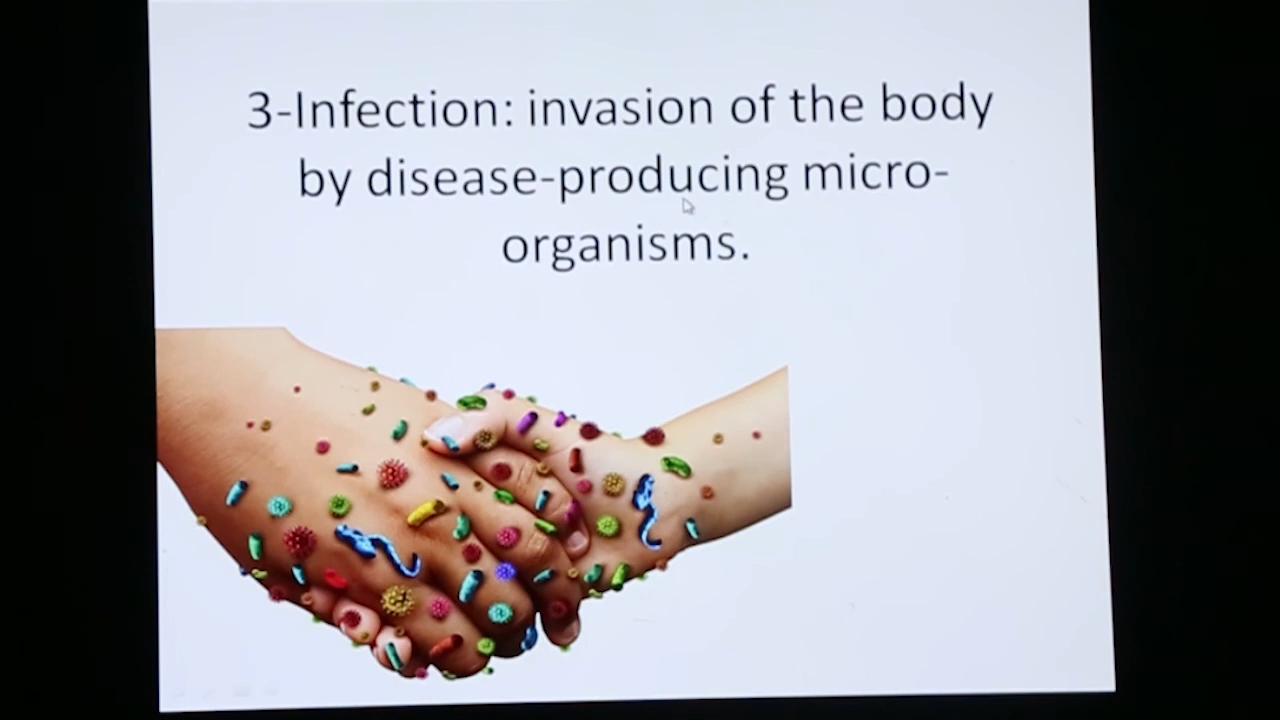 3-Infection: invasion of the body
by disease-producing micro-
organisms.